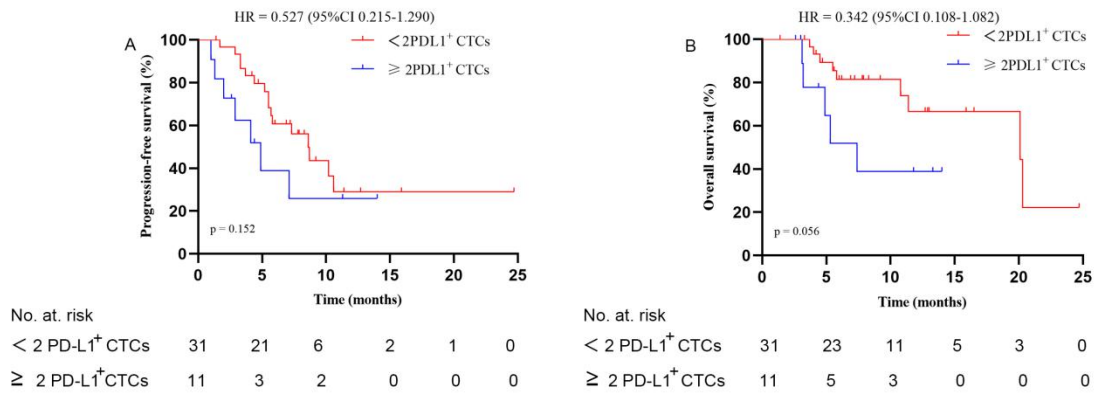 HR = 0.527 (95%CI 0.215-1.290)
A
<2PDL1+ CTCs
≥ 2PDL1+ CTCs
Progression-free survival (%)
100
80
60
40
20
0
p = 0.152
0 5 10 15 20 25
Time (months)
No. at. risk
< 2 PD-L1+ CTCs 31 21 6 2 1 0
≥ 2 PD-L1+CTCs 11 3 2 0 0 0
HR = 0.342 (95%CI 0.108-1.082)
B
<2PDL1+ CTCs
≥ 2PDL1+ CTCs
Overall survival (%)
100
80
60
40
20
0
p = 0.056
0 5 10 15 20 25
Time (months)
No. at. risk
< 2 PD-L1+ CTCs 31 23 11 5 3 0
≥ 2 PD-L1+CTCs 11 5 3 0 0 0